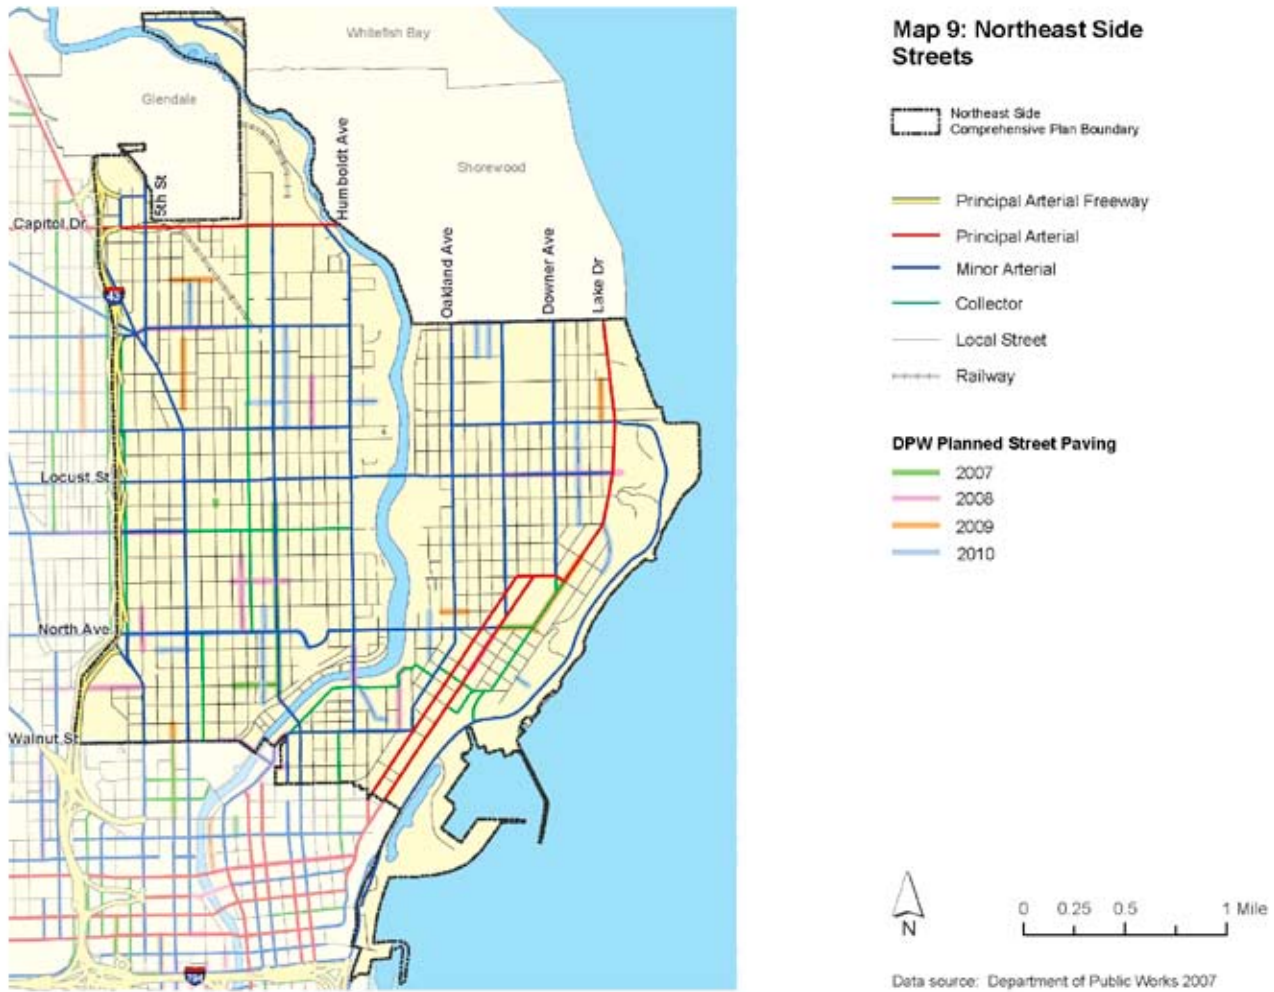 Map 9: Northeast Side
Streets
Northeast Side
Comprehensive Plan Boundary
Principal Arterial Freeway
Principal Arterial
Minor Arterial
Collector
Local Street
Railway
DPW Planned Street Paving
2007
2008
2009
2010
N
0 0.25 0.5 1 Mile
Data source: Department of Public Works 2007
Whitefish Bay
Glendale
Shorewood
Humboldt Ave
5th St
Capitol Dr
Oakland Ave
Downer Ave
Lake Dr
43
Locust St
North Ave
Walnut St
794